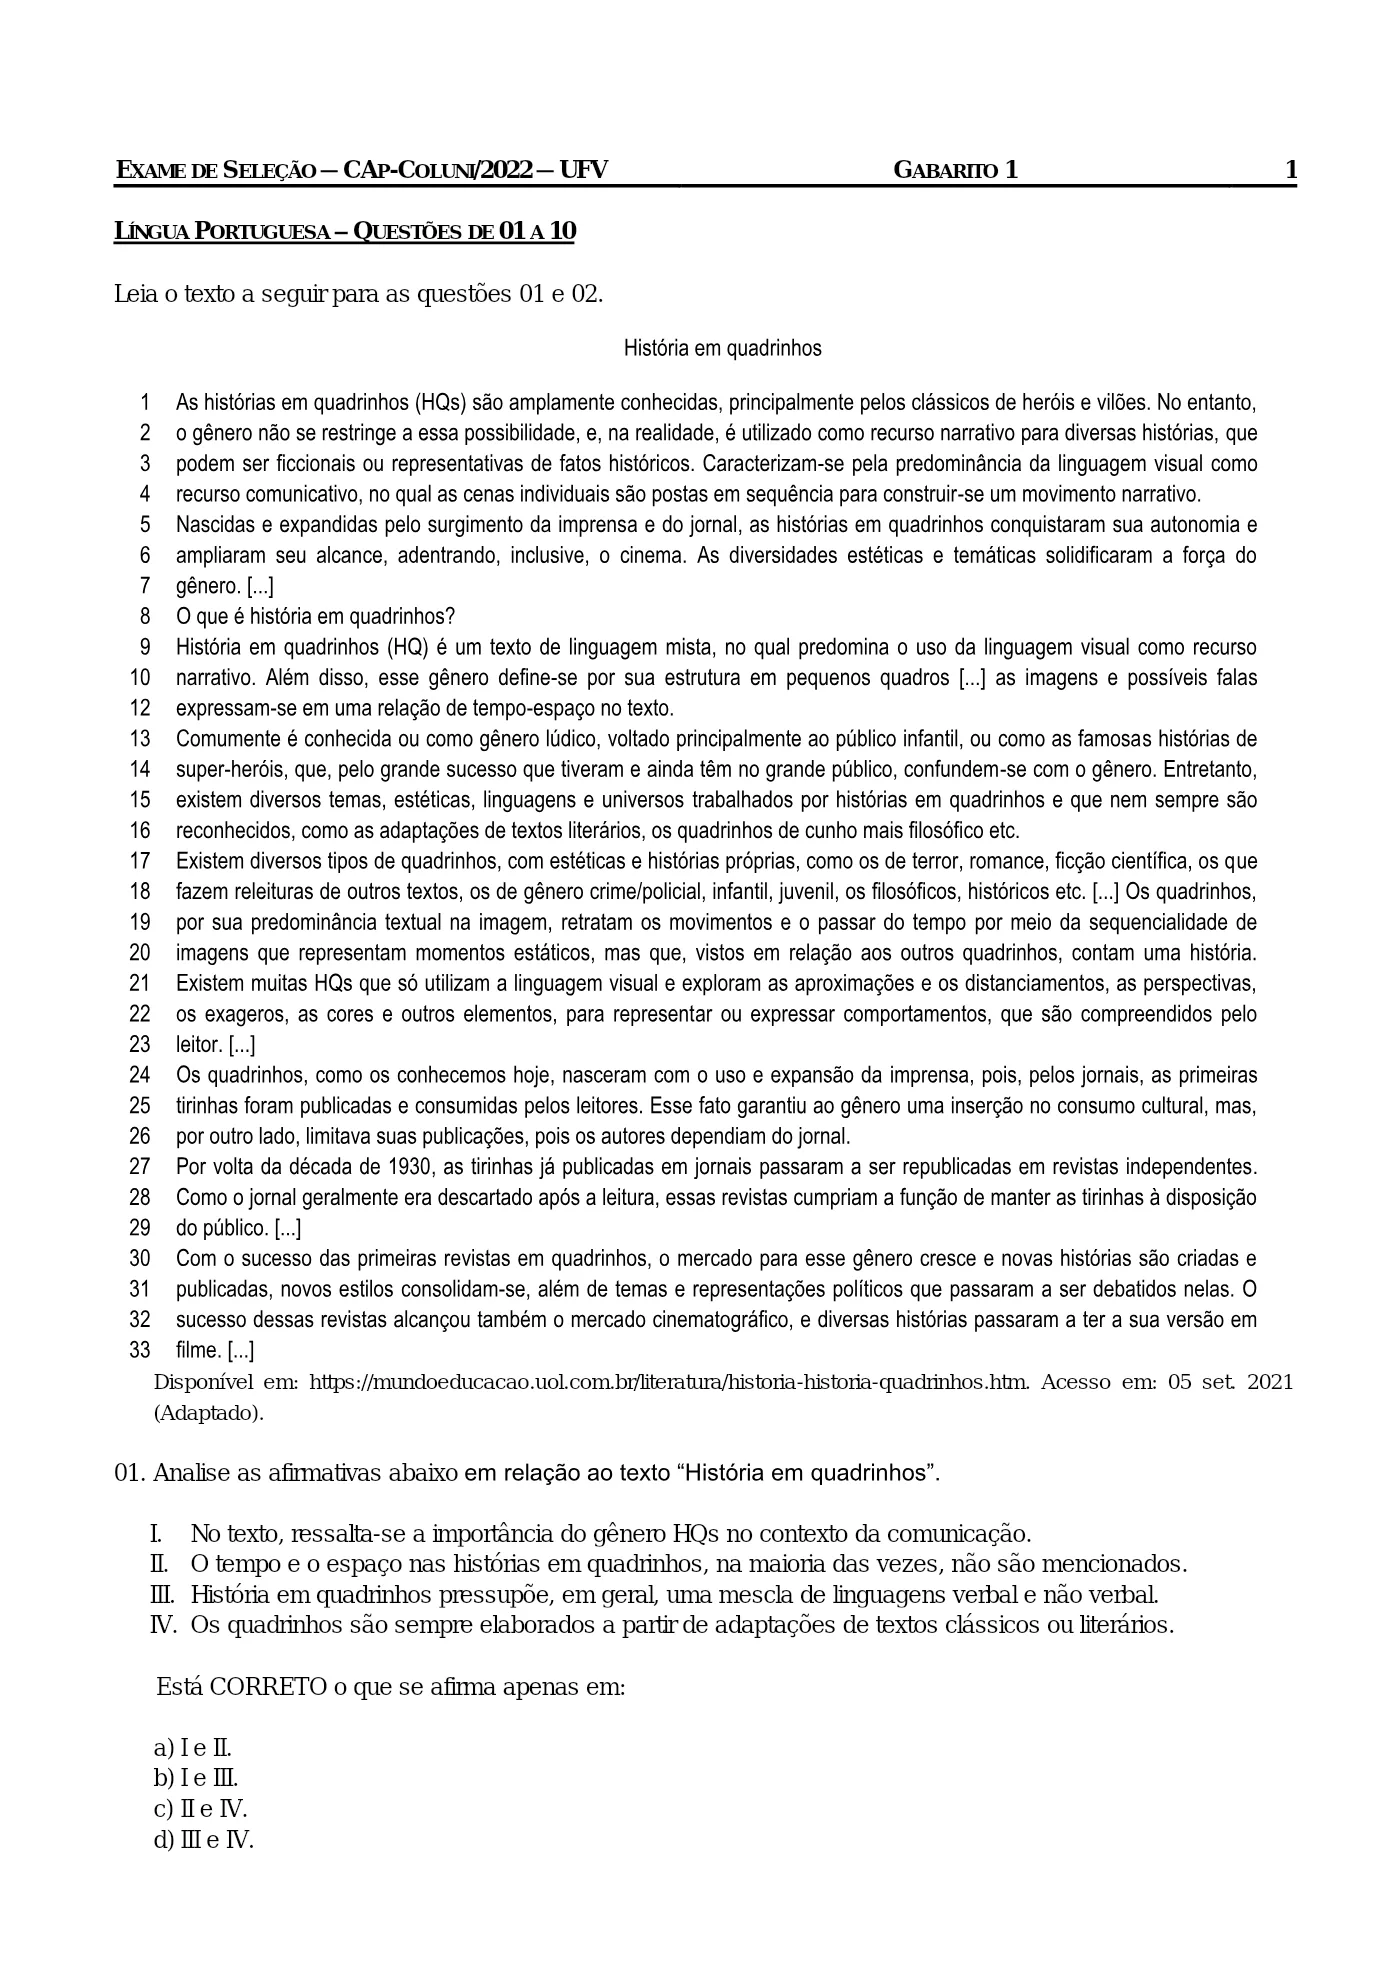 EXAME DE SELEÇÃO — CAP-COLUNI/2022 — UFV GABARITO 1 1
LÍNGUA PORTUGUESA – QUESTÕES DE 01 A 10
Leia o texto a seguir para as questões 01 e 02.
História em quadrinhos
1 As histórias em quadrinhos (HQs) são amplamente conhecidas, principalmente pelos clássicos de heróis e vilões. No entanto,
2 o gênero não se restringe a essa possibilidade, e, na realidade, é utilizado como recurso narrativo para diversas histórias, que
3 podem ser ficcionais ou representativas de fatos históricos. Caracterizam-se pela predominância da linguagem visual como
4 recurso comunicativo, no qual as cenas individuais são postas em sequência para construir-se um movimento narrativo.
5 Nascidas e expandidas pelo surgimento da imprensa e do jornal, as histórias em quadrinhos conquistaram sua autonomia e
6 ampliaram seu alcance, adentrando, inclusive, o cinema. As diversidades estéticas e temáticas solidificaram a força do
7 gênero. [...]
8 O que é história em quadrinhos?
9 História em quadrinhos (HQ) é um texto de linguagem mista, no qual predomina o uso da linguagem visual como recurso
10 narrativo. Além disso, esse gênero define-se por sua estrutura em pequenos quadros [...] as imagens e possíveis falas
12 expressam-se em uma relação de tempo-espaço no texto.
13 Comumente é conhecida ou como gênero lúdico, voltado principalmente ao público infantil, ou como as famosas histórias de
14 super-heróis, que, pelo grande sucesso que tiveram e ainda têm no grande público, confundem-se com o gênero. Entretanto,
15 existem diversos temas, estéticas, linguagens e universos trabalhados por histórias em quadrinhos e que nem sempre são
16 reconhecidos, como as adaptações de textos literários, os quadrinhos de cunho mais filosófico etc.
17 Existem diversos tipos de quadrinhos, com estéticas e histórias próprias, como os de terror, romance, ficção científica, os que
18 fazem releituras de outros textos, os de gênero crime/policial, infantil, juvenil, os filosóficos, históricos etc. [...] Os quadrinhos,
19 por sua predominância textual na imagem, retratam os movimentos e o passar do tempo por meio da sequencialidade de
20 imagens que representam momentos estáticos, mas que, vistos em relação aos outros quadrinhos, contam uma história.
21 Existem muitas HQs que só utilizam a linguagem visual e exploram as aproximações e os distanciamentos, as perspectivas,
22 os exageros, as cores e outros elementos, para representar ou expressar comportamentos, que são compreendidos pelo
23 leitor. [...]
24 Os quadrinhos, como os conhecemos hoje, nasceram com o uso e expansão da imprensa, pois, pelos jornais, as primeiras
25 tirinhas foram publicadas e consumidas pelos leitores. Esse fato garantiu ao gênero uma inserção no consumo cultural, mas,
26 por outro lado, limitava suas publicações, pois os autores dependiam do jornal.
27 Por volta da década de 1930, as tirinhas já publicadas em jornais passaram a ser republicadas em revistas independentes.
28 Como o jornal geralmente era descartado após a leitura, essas revistas cumpriam a função de manter as tirinhas à disposição
29 do público. [...]
30 Com o sucesso das primeiras revistas em quadrinhos, o mercado para esse gênero cresce e novas histórias são criadas e
31 publicadas, novos estilos consolidam-se, além de temas e representações políticos que passaram a ser debatidos nelas. O
32 sucesso dessas revistas alcançou também o mercado cinematográfico, e diversas histórias passaram a ter a sua versão em
33 filme. [...]
Disponível em: https://mundoeducacao.uol.com.br/literatura/historia-historia-quadrinhos.htm. Acesso em: 05 set. 2021
(Adaptado).
01. Analise as afirmativas abaixo em relação ao texto “História em quadrinhos”.
I. No texto, ressalta-se a importância do gênero HQs no contexto da comunicação.
II. O tempo e o espaço nas histórias em quadrinhos, na maioria das vezes, não são mencionados.
III. História em quadrinhos pressupõe, em geral, uma mescla de linguagens verbal e não verbal.
IV. Os quadrinhos são sempre elaborados a partir de adaptações de textos clássicos ou literários.
Está CORRETO o que se afirma apenas em:
a) I e II.
b) I e III.
c) II e IV.
d) III e IV.